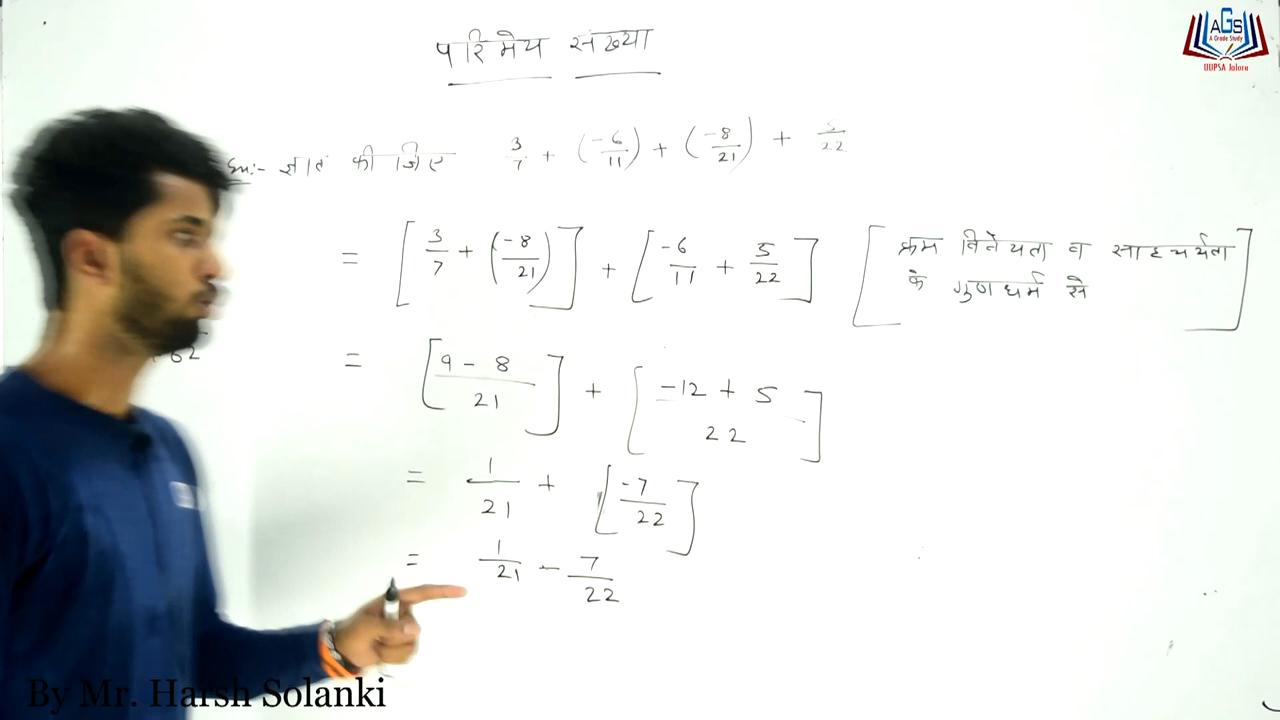 AGS
A Grade Study
UUPSA Jalore
परिमेय संख्या
ज्ञात कीजिए 3/7 + (-6/11) + (-8/21) + 5/22
= [3/7 + (-8/21)] + [-6/11 + 5/22] [क्रम विनिमेयता व साहचर्यता
के गुणधर्म से]
= [9 - 8 / 21] + [-12 + 5 / 22]
= 1/21 + [-7/22]
= 1/21 - 7/22
By Mr. Harsh Solanki